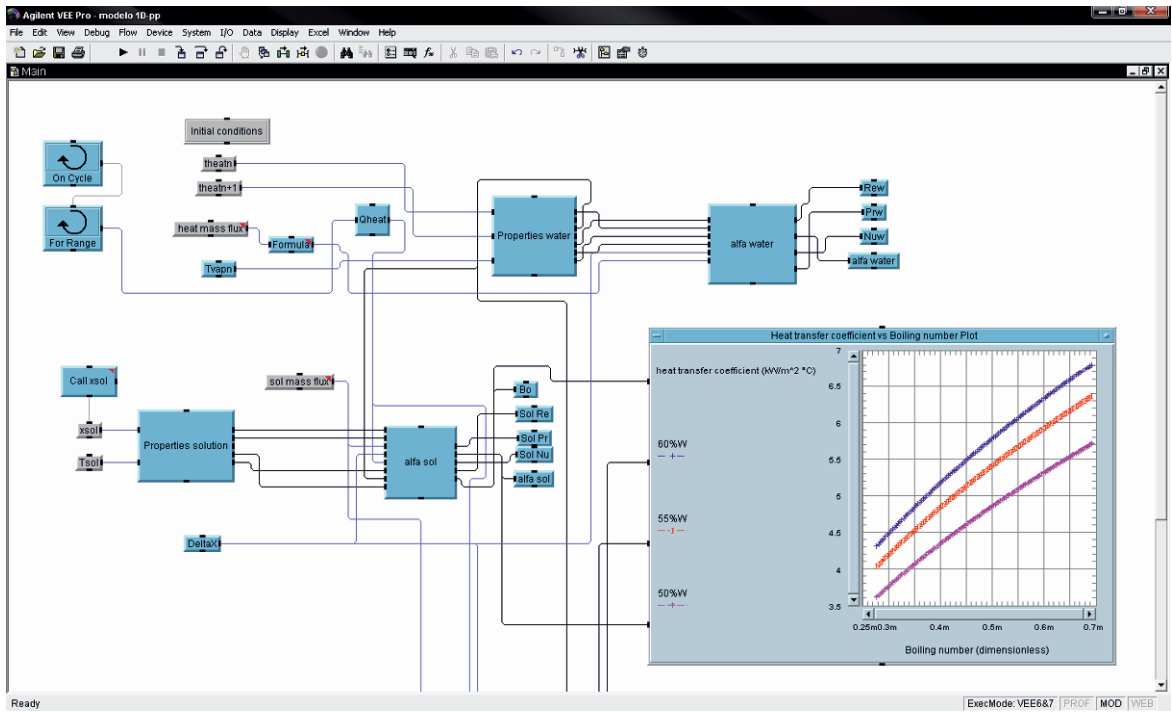 Agilent VEE Pro - modelo 1D-pp
File Edit View Debug Flow Device System I/O Data Display Excel Window Help
Main
Initial conditions
On Cycle
theatn
theatn+1
For Range
heat mass flux
Formula
Qheat
Tvapn
Properties water
alfa water
Rew
Prw
Nuw
alfa water
Call xsol
xsol
Tsol
Properties solution
sol mass flux
alfa sol
Bo
Sol Re
Sol Pr
Sol Nu
alfa sol
DeltaX
Heat transfer coefficient vs Boiling number Plot
heat transfer coefficient (kW/m^2 °C)
60%W
55%W
50%W
7
6.5
6
5.5
5
4.5
4
3.5
0.25m 0.3m 0.4m 0.5m 0.6m 0.7m
Boiling number (dimensionless)
Ready
ExecMode: VEE6&7 PROF MOD WEB